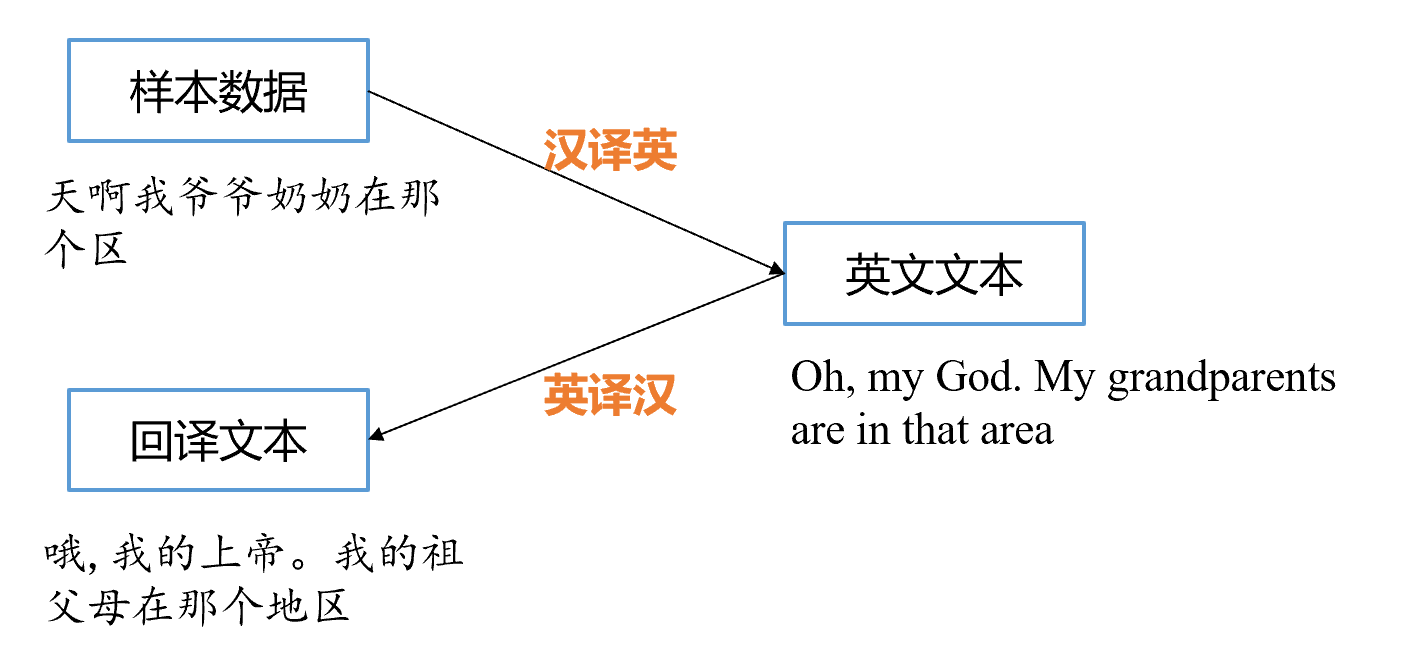 样本数据
汉译英
天啊我爷爷奶奶在那
个区
英文文本
Oh, my God. My grandparents
are in that area
英译汉
回译文本
哦, 我的上帝。我的祖
父母在那个地区